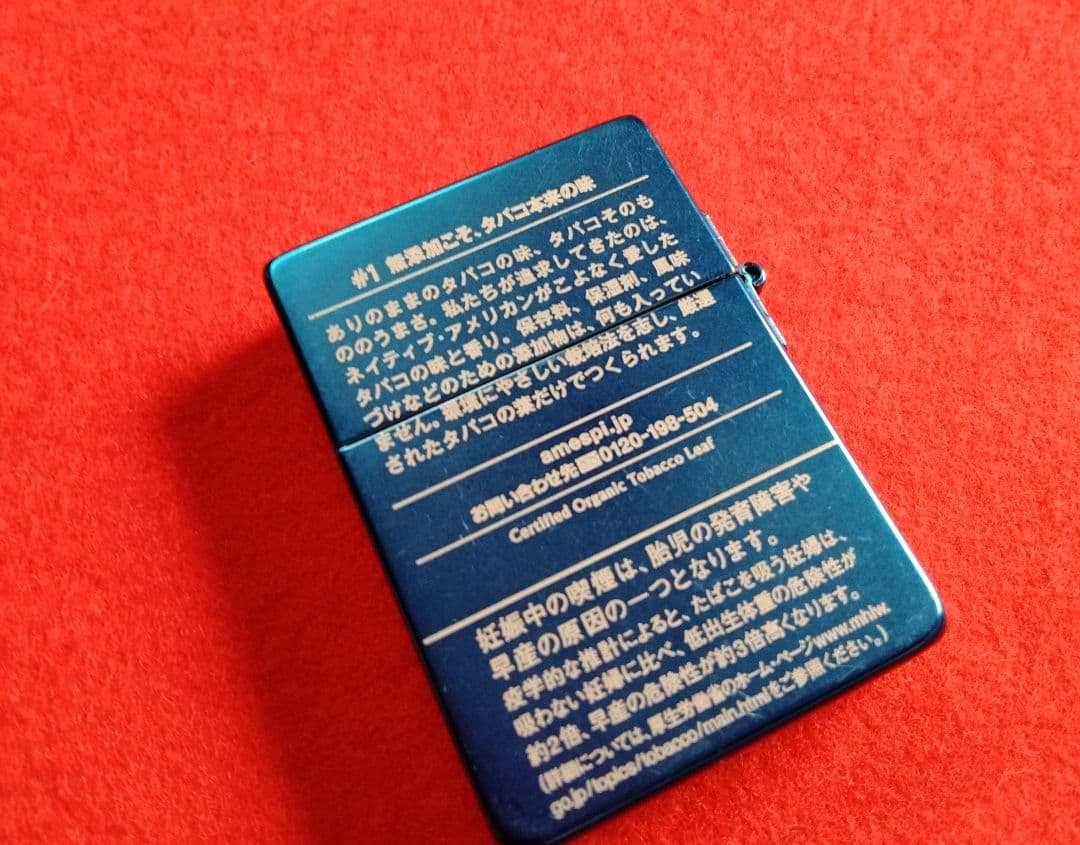 #1 無添加こそ、タバコ本来の味
ありのままのタバコの味、タバコそのも
ののうまさ。私たちが追求してきたのは、
ネイティブ・アメリカンがこよなく愛した
タバコの味と香り。保存料、保湿剤、風味
づけなどのための添加物は、何も入ってい
ません。環境にやさしい栽培法を志し、厳選
されたタバコの葉だけでつくられます。
amespi.jp
お問い合わせ先 0120-198-504
Certified Organic Tobacco Leaf
妊娠中の喫煙は、胎児の発育障害や
早産の原因の一つとなります。
疫学的な推計によると、たばこを吸う妊婦は、
吸わない妊婦に比べ、低出生体重の危険性が
約2倍、早産の危険性が約3倍高くなります。
(詳細については、厚生労働省のホーム・ページwww.mhlw.
go.jp/topics/tobacco/main.htmlをご参照ください。)